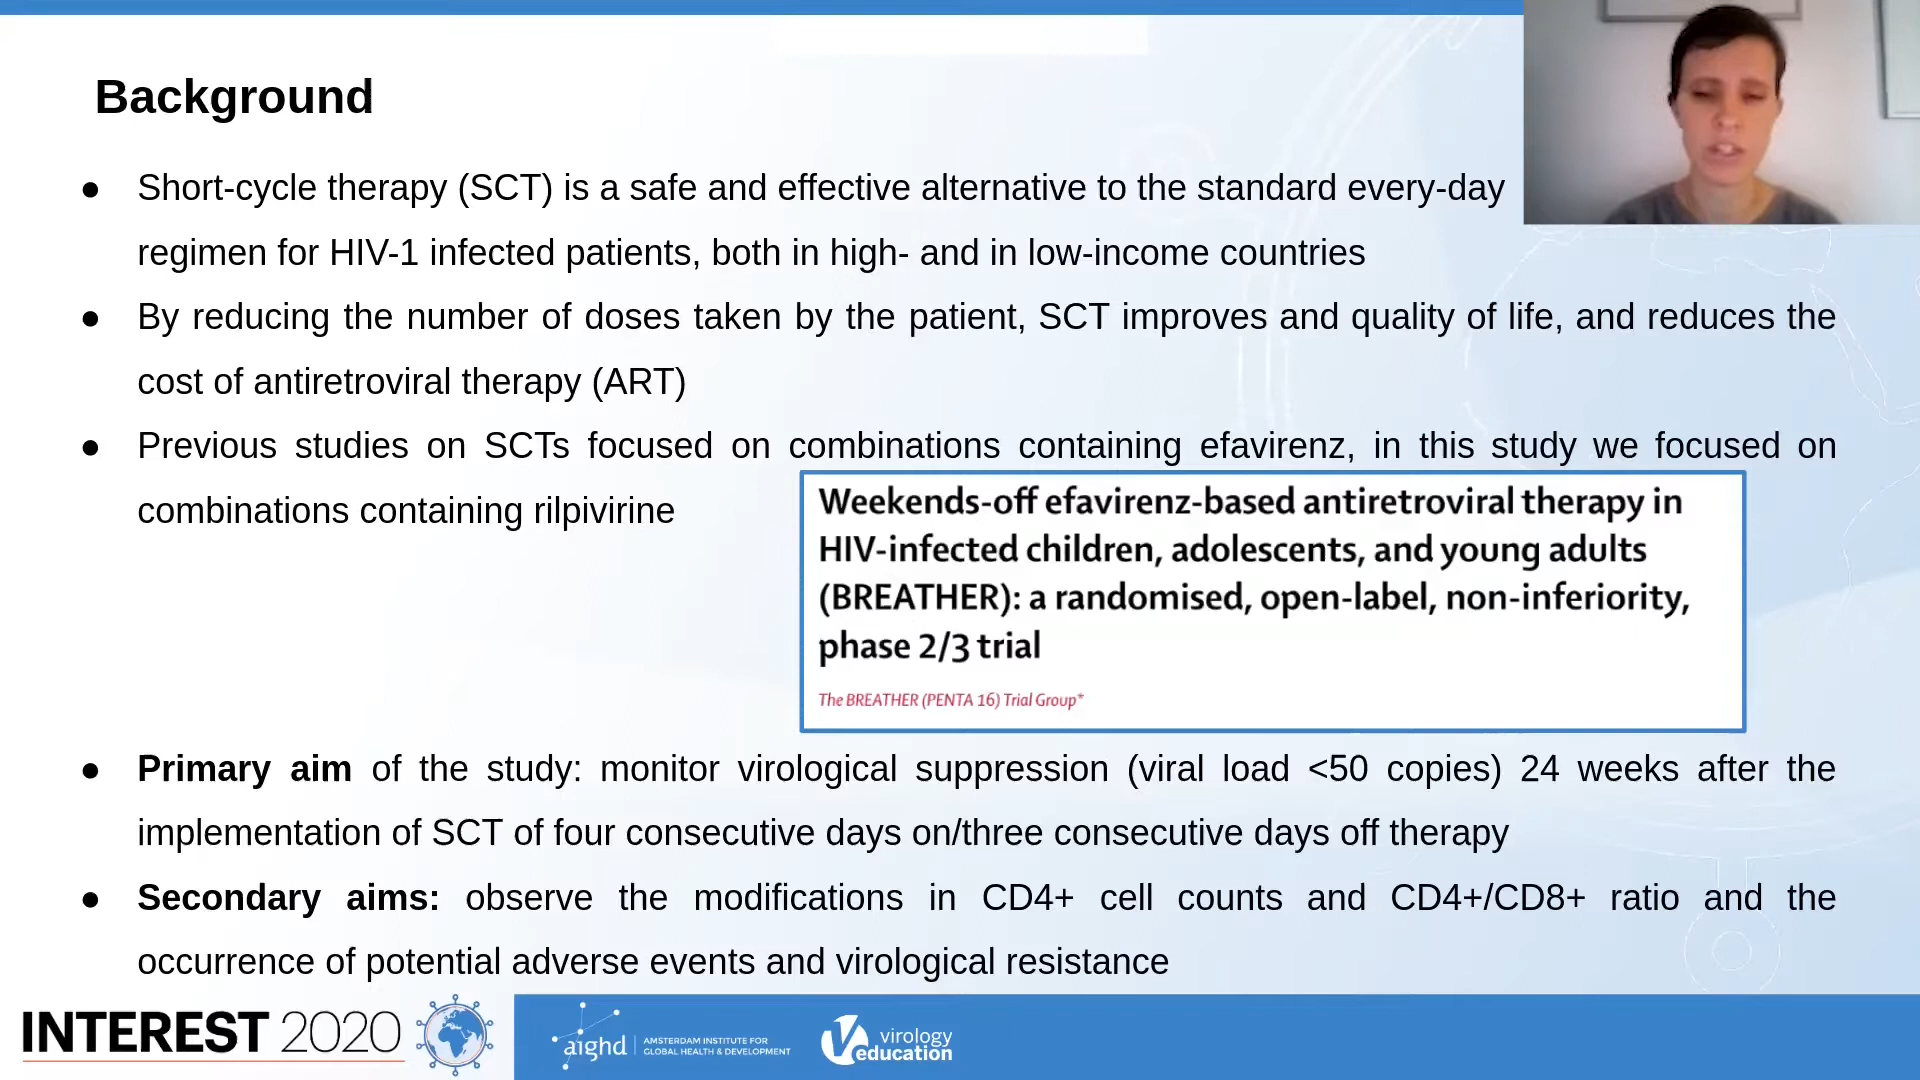 Background
● Short-cycle therapy (SCT) is a safe and effective alternative to the standard every-day
regimen for HIV-1 infected patients, both in high- and in low-income countries
● By reducing the number of doses taken by the patient, SCT improves and quality of life, and reduces the
cost of antiretroviral therapy (ART)
● Previous studies on SCTs focused on combinations containing efavirenz, in this study we focused on
combinations containing rilpivirine
Weekends-off efavirenz-based antiretroviral therapy in
HIV-infected children, adolescents, and young adults
(BREATHER): a randomised, open-label, non-inferiority,
phase 2/3 trial
The BREATHER (PENTA 16) Trial Group*
● Primary aim of the study: monitor virological suppression (viral load <50 copies) 24 weeks after the
implementation of SCT of four consecutive days on/three consecutive days off therapy
● Secondary aims: observe the modifications in CD4+ cell counts and CD4+/CD8+ ratio and the
occurrence of potential adverse events and virological resistance
INTEREST 2020
aighd
AMSTERDAM INSTITUTE FOR
GLOBAL HEALTH & DEVELOPMENT
virology
education